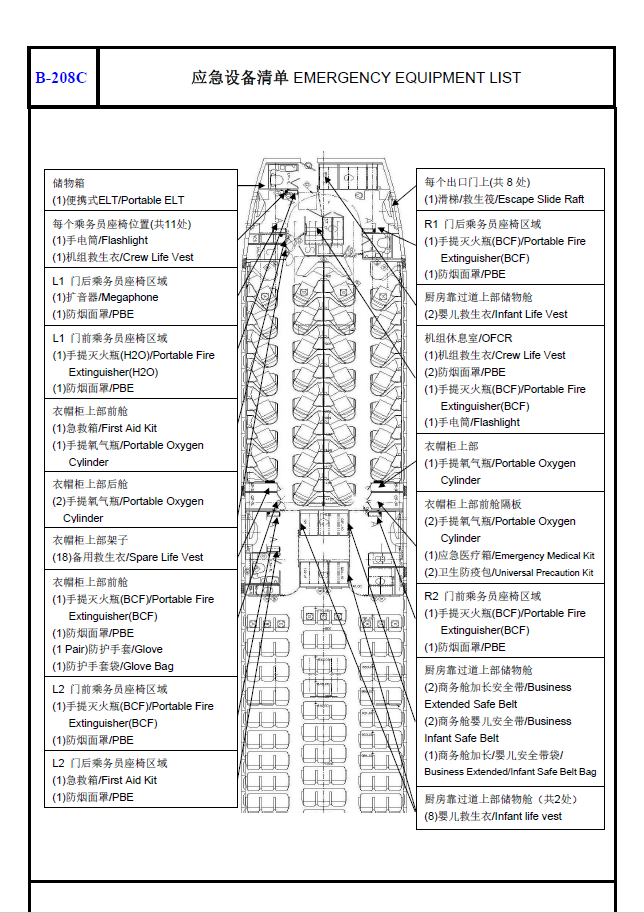 B-208C
应急设备清单 EMERGENCY EQUIPMENT LIST
储物箱
(1)便携式ELT/Portable ELT
每个乘务员座椅位置(共11处)
(1)手电筒/Flashlight
(1)机组救生衣/Crew Life Vest
L1 门后乘务员座椅区域
(1)扩音器/Megaphone
(1)防烟面罩/PBE
L1 门前乘务员座椅区域
(1)手提灭火瓶(H2O)/Portable Fire
Extinguisher(H2O)
(1)防烟面罩/PBE
衣帽柜上部前舱
(1)急救箱/First Aid Kit
(1)手提氧气瓶/Portable Oxygen
Cylinder
衣帽柜上部后舱
(2)手提氧气瓶/Portable Oxygen
Cylinder
衣帽柜上部架子
(18)备用救生衣/Spare Life Vest
衣帽柜上部前舱
(1)手提灭火瓶(BCF)/Portable Fire
Extinguisher(BCF)
(1)防烟面罩/PBE
(1 Pair)防护手套/Glove
(1)防护手套袋/Glove Bag
L2 门前乘务员座椅区域
(1)手提灭火瓶(BCF)/Portable Fire
Extinguisher(BCF)
(1)防烟面罩/PBE
L2 门后乘务员座椅区域
(1)急救箱/First Aid Kit
(1)防烟面罩/PBE
每个出口门上(共 8 处)
(1)滑梯/救生筏/Escape Slide Raft
R1 门后乘务员座椅区域
(1)手提灭火瓶(BCF)/Portable Fire
Extinguisher(BCF)
(1)防烟面罩/PBE
厨房靠过道上部储物舱
(2)婴儿救生衣/Infant Life Vest
机组休息室/OFCR
(1)机组救生衣/Crew Life Vest
(2)防烟面罩/PBE
(1)手提灭火瓶(BCF)/Portable Fire
Extinguisher(BCF)
(1)手电筒/Flashlight
衣帽柜上部
(1)手提氧气瓶/Portable Oxygen
Cylinder
衣帽柜上部前舱隔板
(2)手提氧气瓶/Portable Oxygen
Cylinder
(1)应急医疗箱/Emergency Medical Kit
(2)卫生防疫包/Universal Precaution Kit
R2 门前乘务员座椅区域
(1)手提灭火瓶(BCF)/Portable Fire
Extinguisher(BCF)
(1)防烟面罩/PBE
厨房靠过道上部储物舱
(2)商务舱加长安全带/Business
Extended Safe Belt
(2)商务舱婴儿安全带/Business
Infant Safe Belt
(1)商务舱加长/婴儿安全带袋/
Business Extended/Infant Safe Belt Bag
厨房靠过道上部储物舱（共2处）
(8)婴儿救生衣/Infant life vest